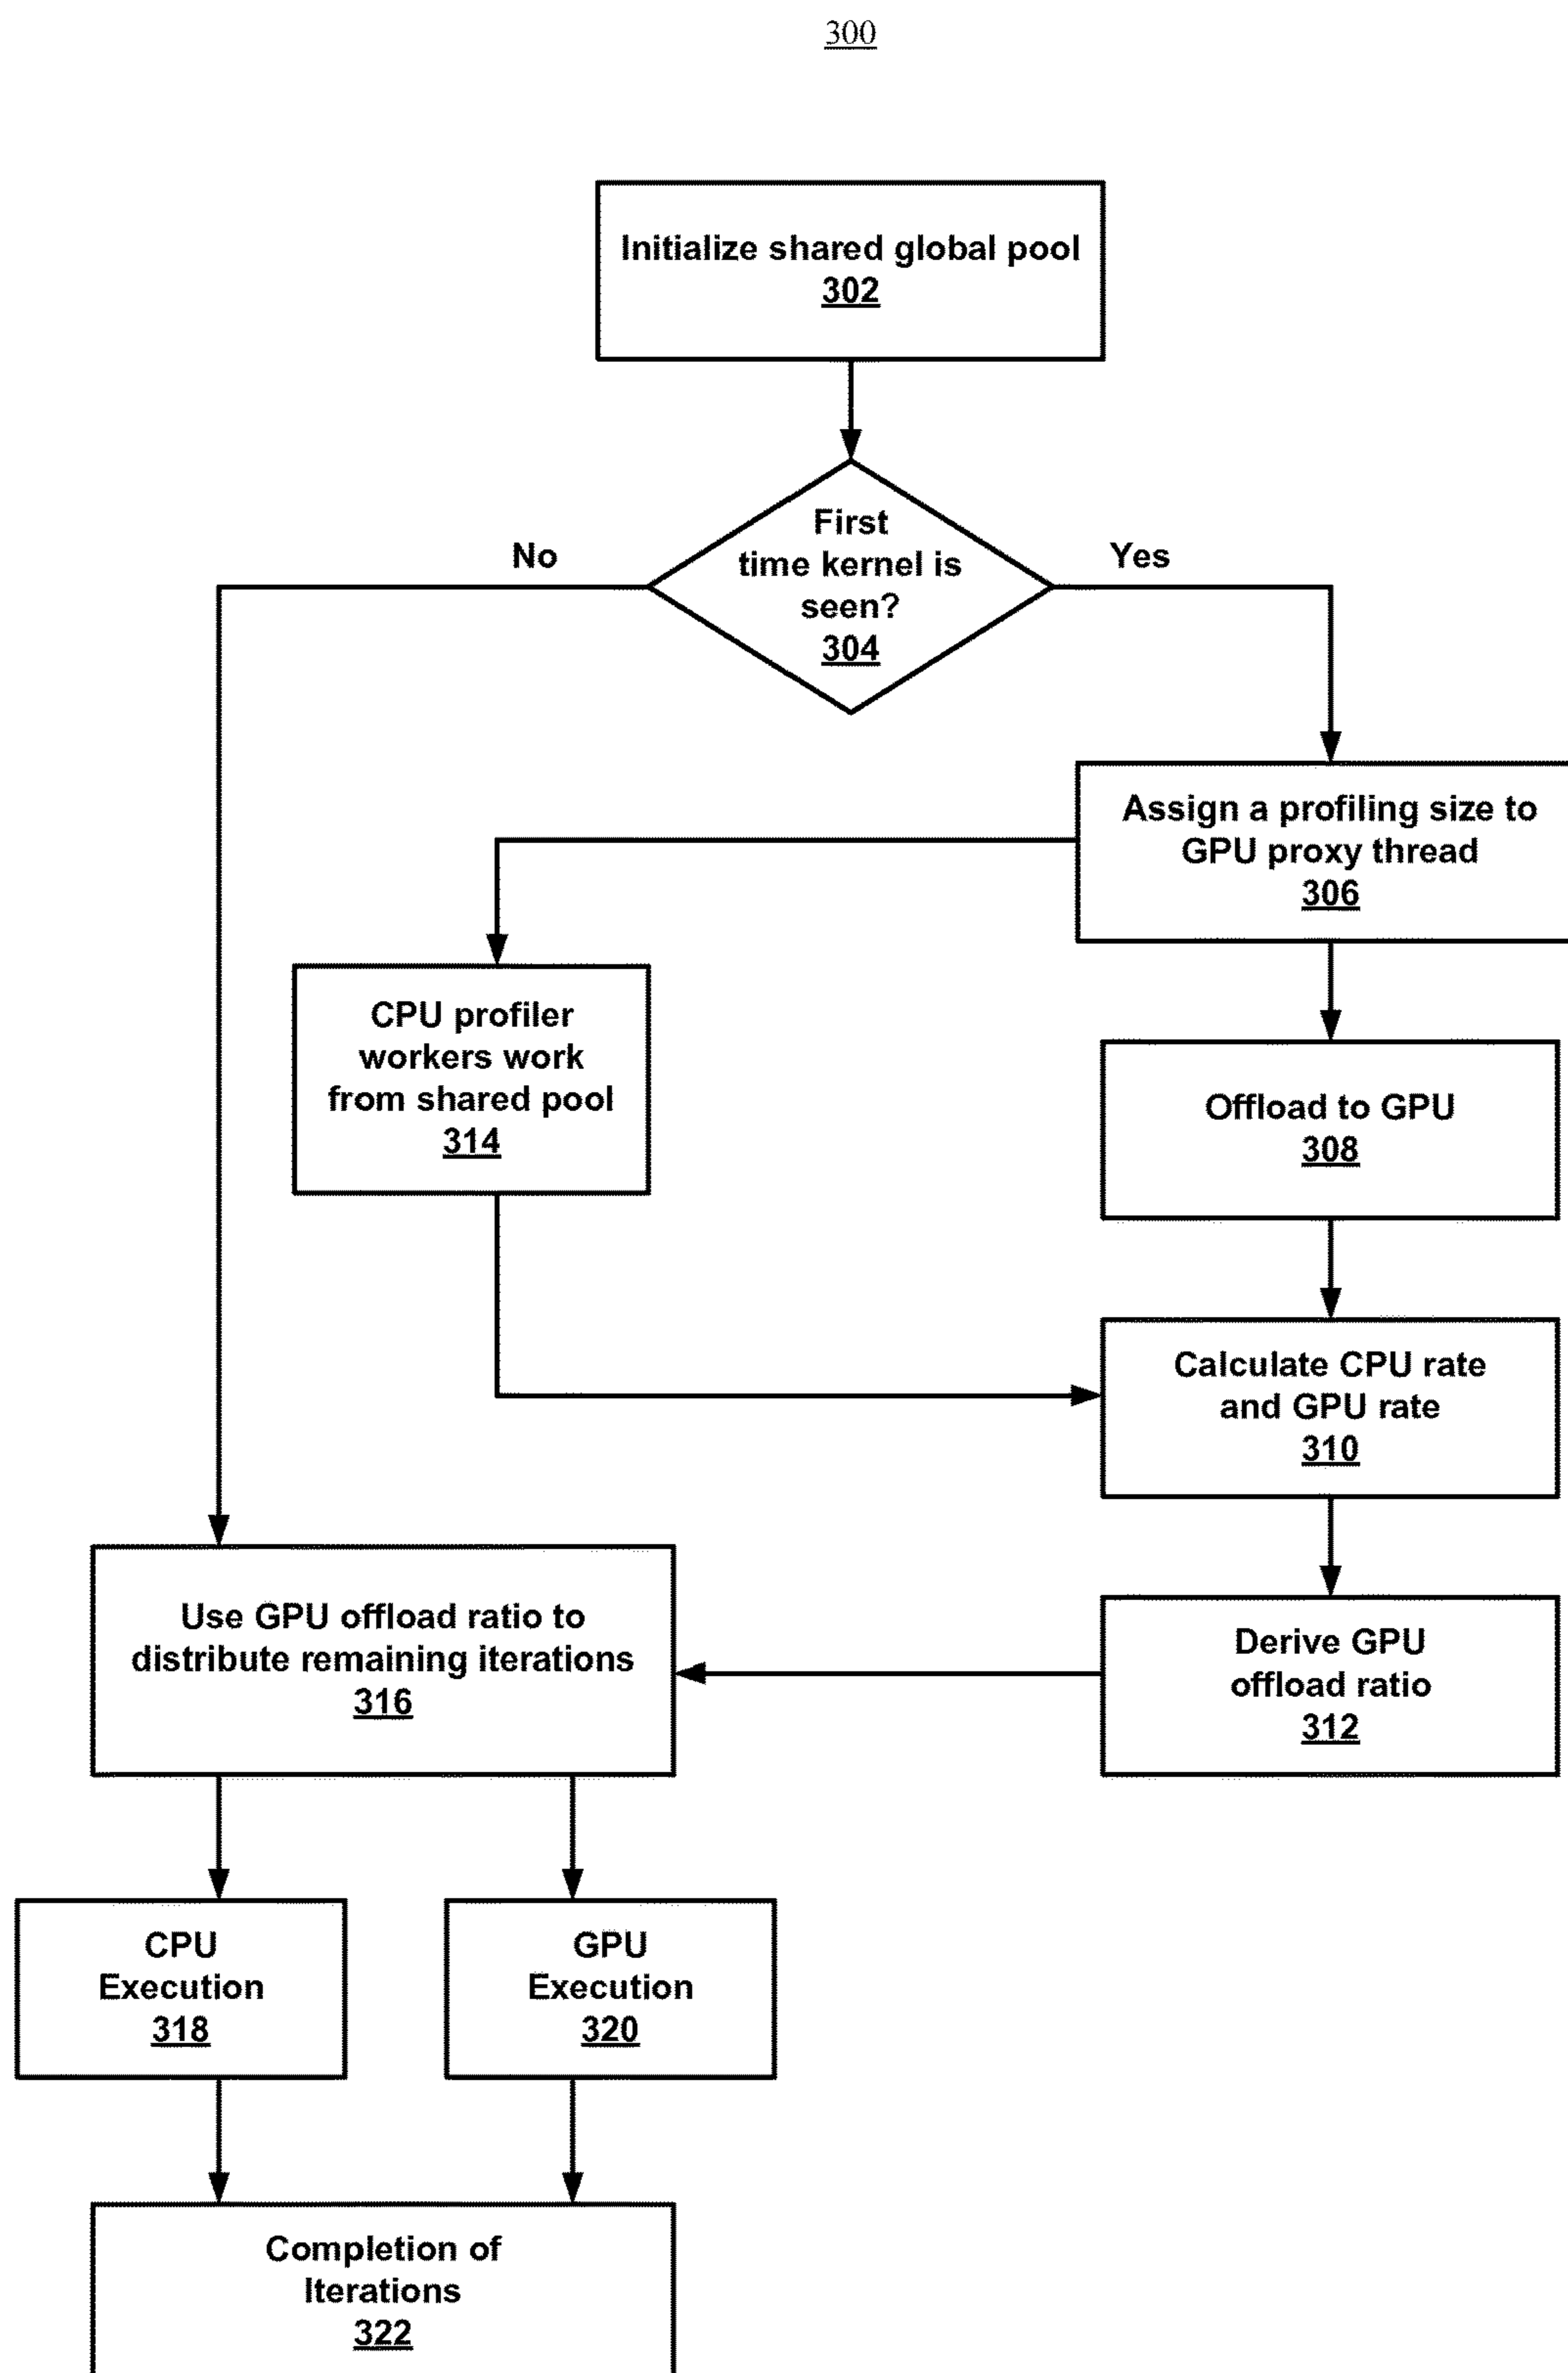 300
Initialize shared global pool
302
First
time kernel is
seen?
304
No
Yes
Assign a profiling size to
GPU proxy thread
306
CPU profiler
workers work
from shared pool
314
Offload to GPU
308
Calculate CPU rate
and GPU rate
310
Use GPU offload ratio to
distribute remaining iterations
316
Derive GPU
offload ratio
312
CPU
Execution
318
GPU
Execution
320
Completion of
Iterations
322